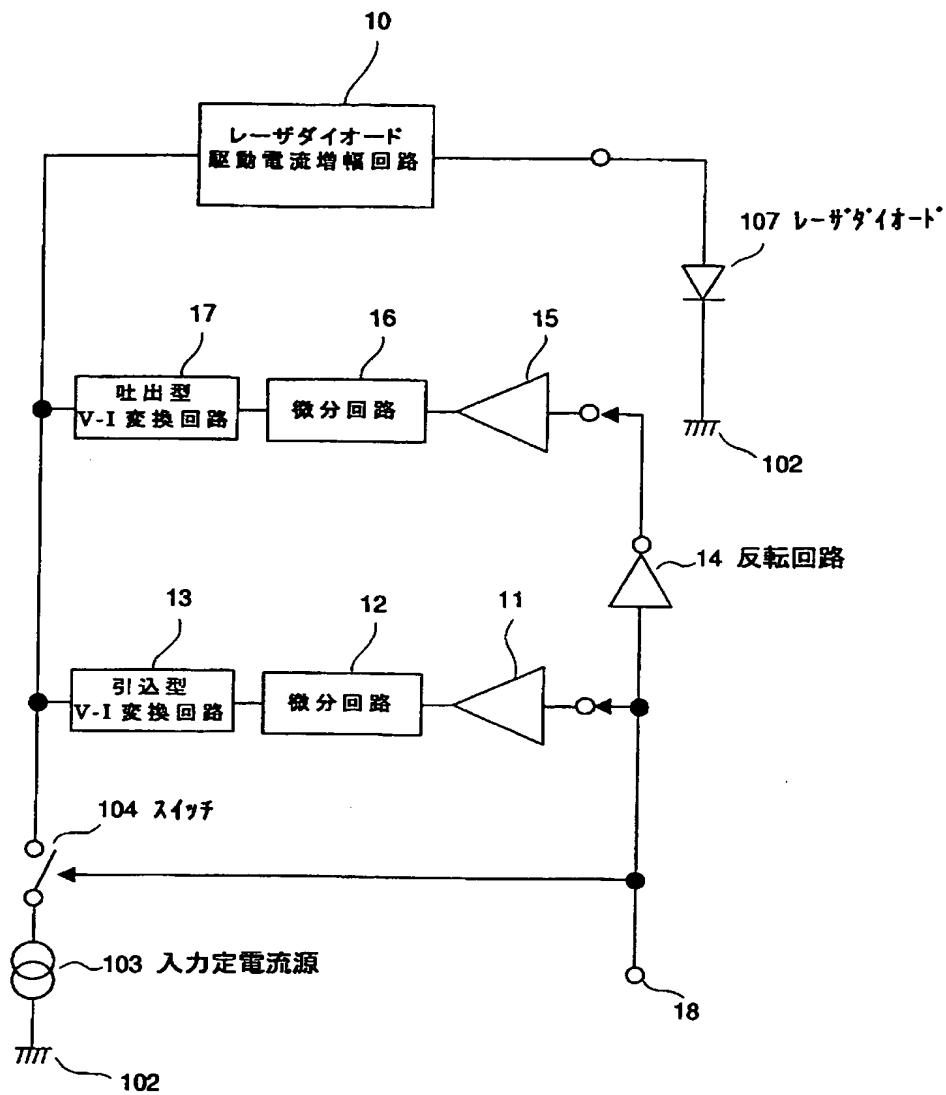 10
レーザダイオード
駆動電流増幅回路
107 ﾚｰｻﾞﾀﾞｲｵｰﾄﾞ
17
16
15
吐出型
V-I 変換回路
微分回路
102
14 反転回路
13
12
11
引込型
V-I 変換回路
微分回路
104 ｽｲｯﾁ
103 入力定電流源
18
102